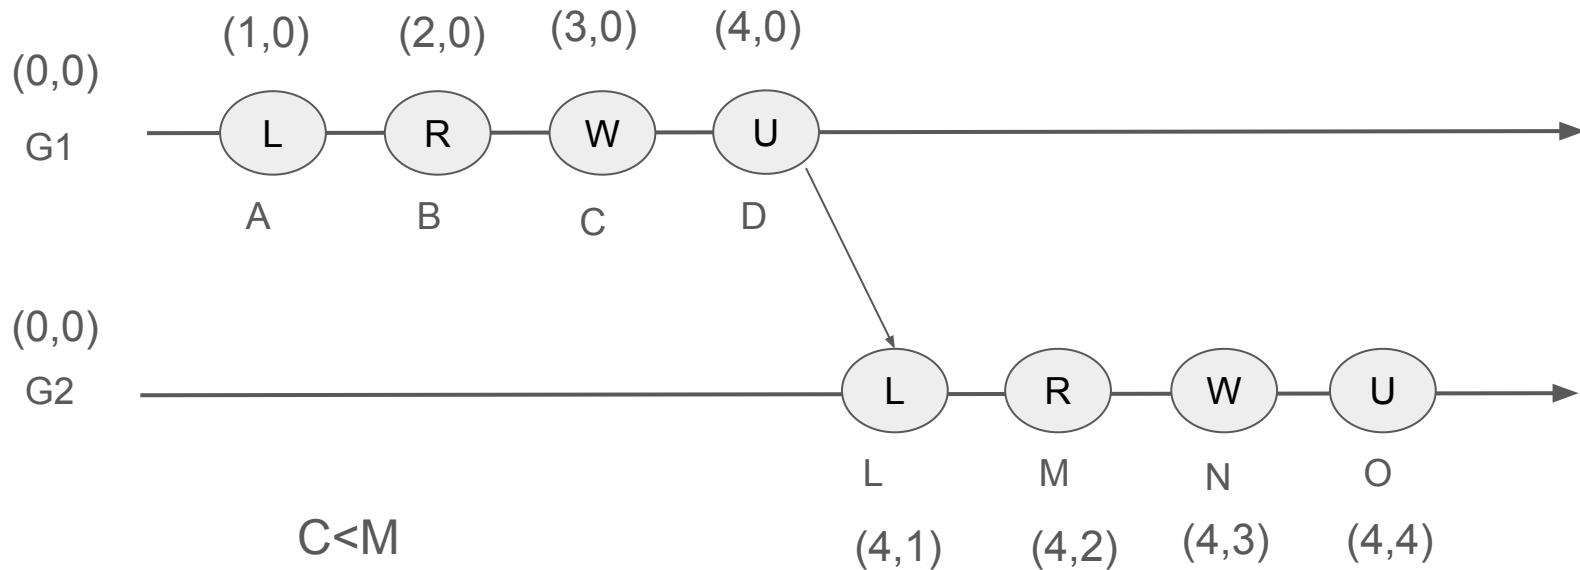 (1,0) (2,0) (3,0) (4,0)
(0,0)
G1 L R W U
A B C D
(0,0)
G2 L R W U
L M N O
C<M (4,1) (4,2) (4,3) (4,4)